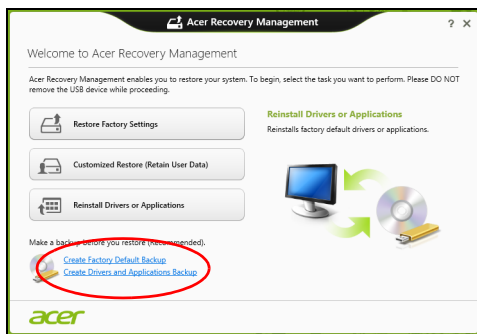 Acer Recovery Management
? X
Welcome to Acer Recovery Management
Acer Recovery Management enables you to restore your system. To begin, select the task you want to perform. Please DO NOT
remove the USB device while proceeding.
Restore Factory Settings
Customized Restore (Retain User Data)
Reinstall Drivers or Applications
Reinstall Drivers or Applications
Reinstalls factory default drivers or applications.
Make a backup before you restore (Recommended).
Create Factory Default Backup
Create Drivers and Applications Backup
acer